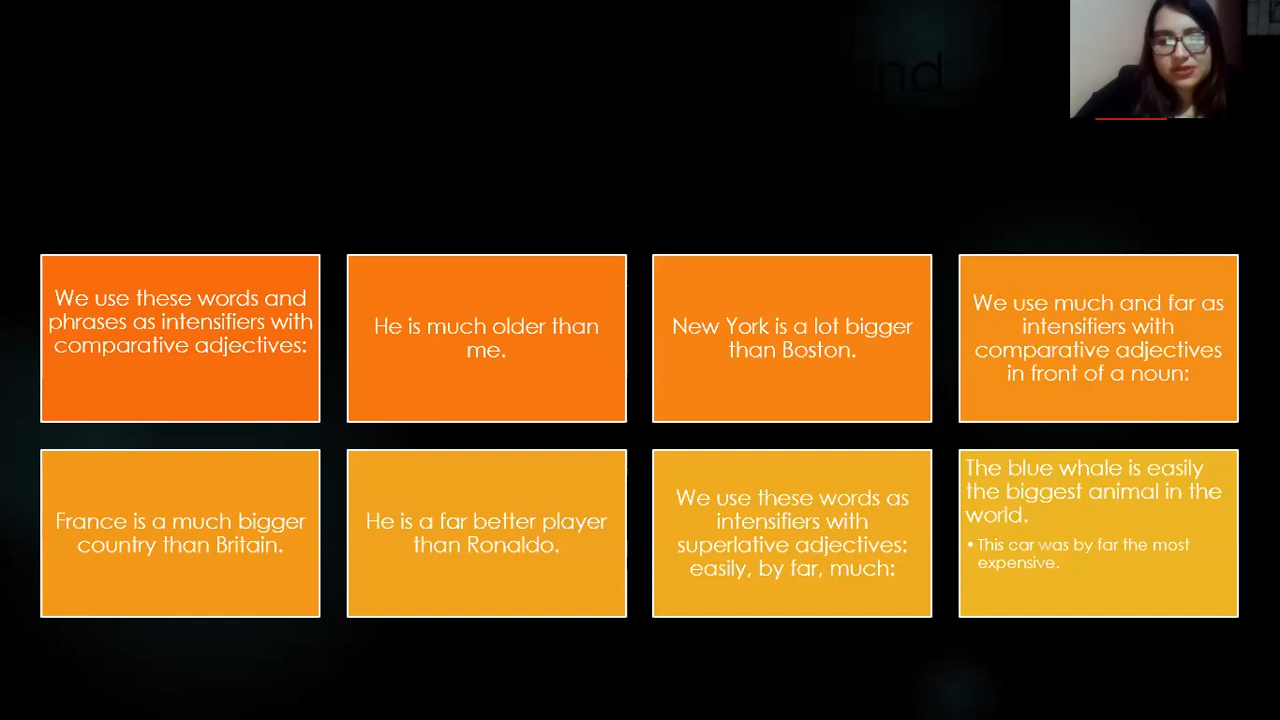 nd
We use these words and
phrases as intensifiers with
comparative adjectives:
He is much older than
me.
New York is a lot bigger
than Boston.
We use much and far as
intensifiers with
comparative adjectives
in front of a noun:
France is a much bigger
country than Britain.
He is a far better player
than Ronaldo.
We use these words as
intensifiers with
superlative adjectives:
easily, by far, much:
The blue whale is easily
the biggest animal in the
world.
• This car was by far the most
expensive.